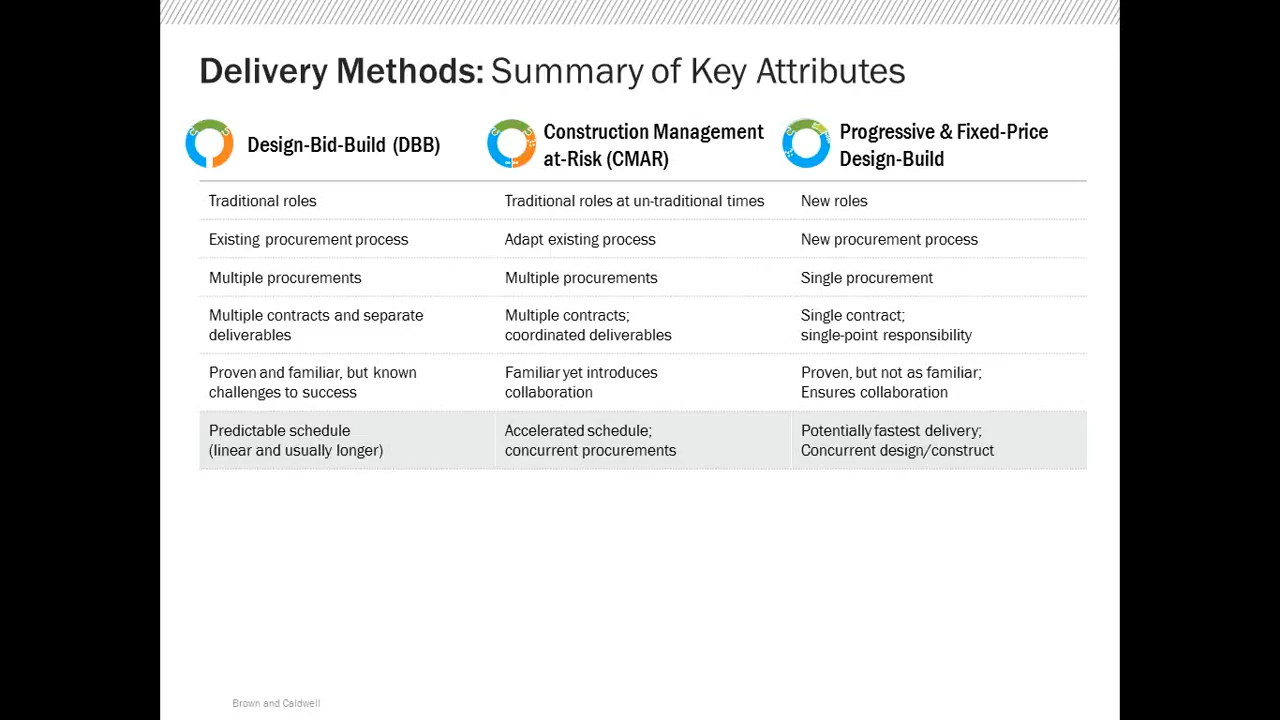 Delivery Methods: Summary of Key Attributes
Design-Bid-Build (DBB)
Construction Management
at-Risk (CMAR)
Progressive & Fixed-Price
Design-Build
Traditional roles
Traditional roles at un-traditional times
New roles
Existing procurement process
Adapt existing process
New procurement process
Multiple procurements
Multiple procurements
Single procurement
Multiple contracts and separate
deliverables
Multiple contracts;
coordinated deliverables
Single contract;
single-point responsibility
Proven and familiar, but known
challenges to success
Familiar yet introduces
collaboration
Proven, but not as familiar;
Ensures collaboration
Predictable schedule
(linear and usually longer)
Accelerated schedule;
concurrent procurements
Potentially fastest delivery;
Concurrent design/construct
Brown and Caldwell